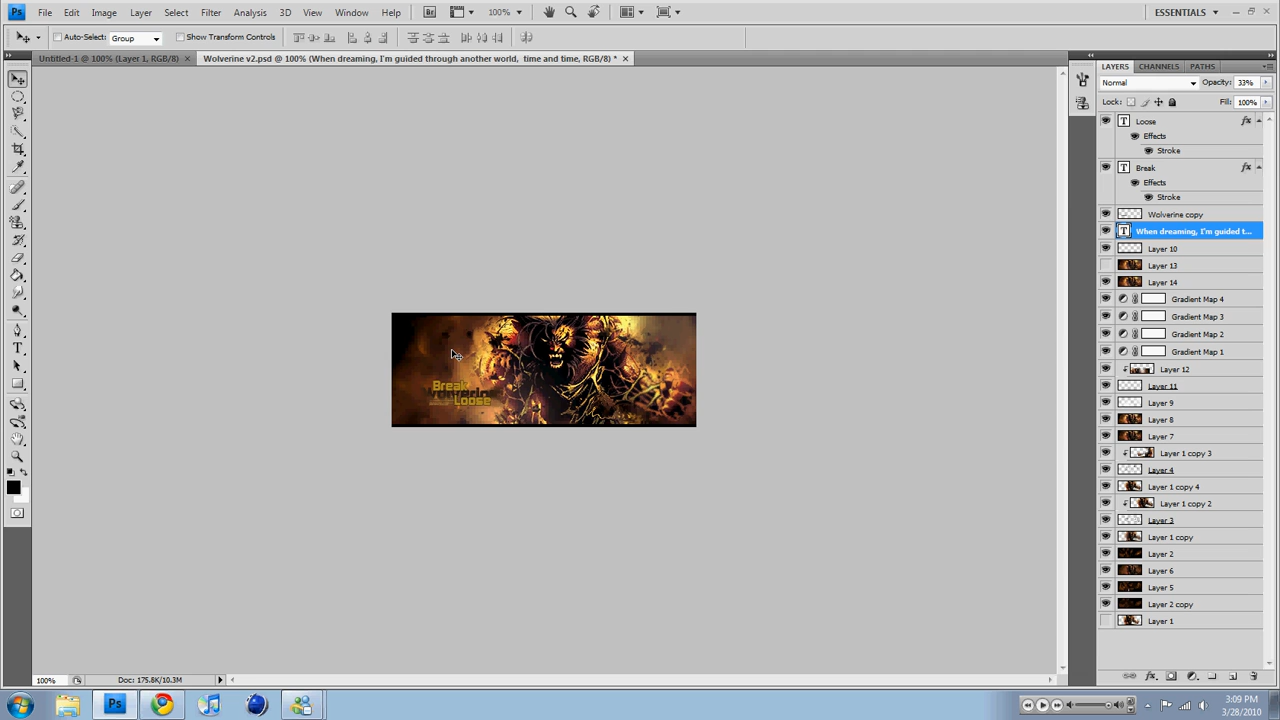 Ps File Edit Image Layer Select Filter Analysis 3D View Window Help Br 100% ESSENTIALS
Auto-Select: Group Show Transform Controls
Untitled-1 @ 100% (Layer 1, RGB/8) × Wolverine v2.psd @ 100% (When dreaming, I'm guided through another world, time and time, RGB/8) * ×
LAYERS CHANNELS PATHS
Normal Opacity: 33%
Lock: Fill: 100%
T Loose fx
Effects
Stroke
T Break fx
Effects
Stroke
Wolverine copy
T When dreaming, I'm guided t...
Layer 10
Layer 13
Layer 14
Gradient Map 4
Gradient Map 3
Gradient Map 2
Gradient Map 1
Layer 12
Layer 11
Layer 9
Layer 8
Layer 7
Layer 1 copy 3
Layer 4
Layer 1 copy 4
Layer 1 copy 2
Layer 3
Layer 1 copy
Layer 2
Layer 6
Layer 5
Layer 2 copy
Layer 1
Break
Loose
100% Doc: 175.8K/10.3M
Ps
3:09 PM
3/28/2010